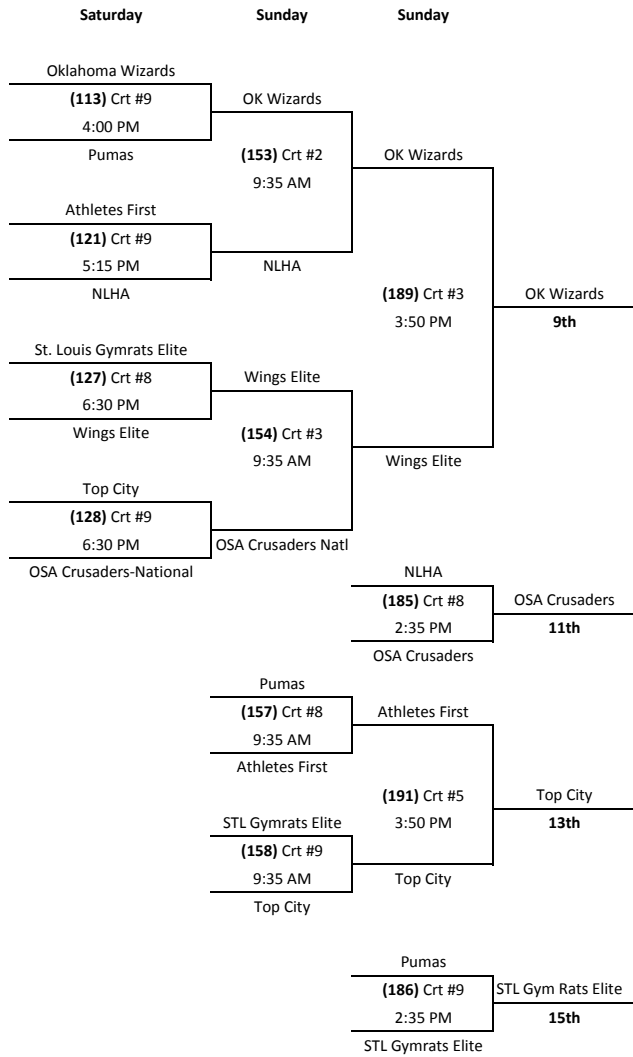 Saturday Sunday Sunday
Oklahoma Wizards
(113) Crt #9 OK Wizards
4:00 PM
Pumas (153) Crt #2 OK Wizards
9:35 AM
Athletes First
(121) Crt #9
5:15 PM NLHA
NLHA (189) Crt #3 OK Wizards
3:50 PM 9th
St. Louis Gymrats Elite
(127) Crt #8 Wings Elite
6:30 PM
Wings Elite (154) Crt #3
9:35 AM Wings Elite
Top City
(128) Crt #9
6:30 PM OSA Crusaders Natl
OSA Crusaders-National NLHA
(185) Crt #8 OSA Crusaders
2:35 PM 11th
OSA Crusaders
Pumas
(157) Crt #8 Athletes First
9:35 AM
Athletes First
(191) Crt #5 Top City
STL Gymrats Elite 3:50 PM 13th
(158) Crt #9
9:35 AM Top City
Top City
Pumas
(186) Crt #9 STL Gym Rats Elite
2:35 PM 15th
STL Gymrats Elite